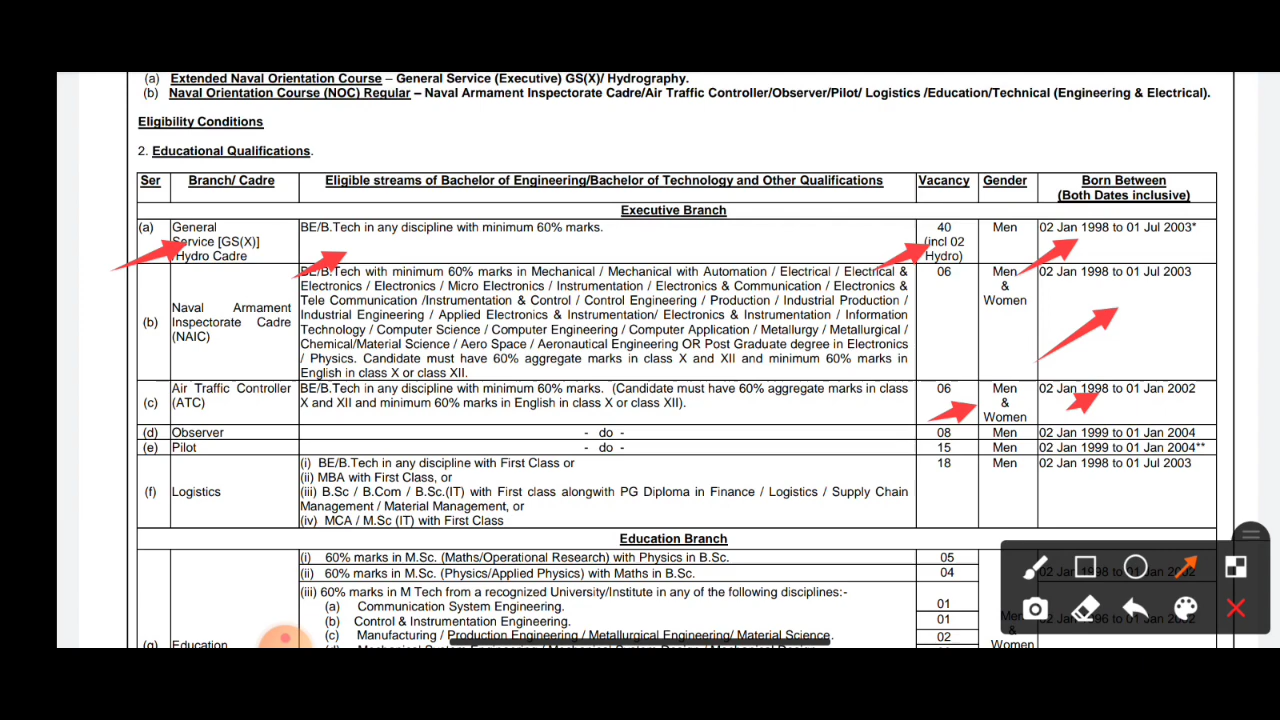 (a) Extended Naval Orientation Course – General Service (Executive) GS(X)/ Hydrography.
(b) Naval Orientation Course (NOC) Regular – Naval Armament Inspectorate Cadre/Air Traffic Controller/Observer/Pilot/ Logistics /Education/Technical (Engineering & Electrical).
Eligibility Conditions
2. Educational Qualifications.
Ser Branch/ Cadre Eligible streams of Bachelor of Engineering/Bachelor of Technology and Other Qualifications Vacancy Gender Born Between
(Both Dates inclusive)
Executive Branch
(a) General BE/B.Tech in any discipline with minimum 60% marks. 40 Men 02 Jan 1998 to 01 Jul 2003*
Service [GS(X)] (incl 02
Hydro Cadre Hydro)
BE/B.Tech with minimum 60% marks in Mechanical / Mechanical with Automation / Electrical / Electrical & 06 Men 02 Jan 1998 to 01 Jul 2003
Electronics / Electronics / Micro Electronics / Instrumentation / Electronics & Communication / Electronics & &
Tele Communication /Instrumentation & Control / Control Engineering / Production / Industrial Production / Women
Naval Armament Industrial Engineering / Applied Electronics & Instrumentation/ Electronics & Instrumentation / Information
(b) Inspectorate Cadre Technology / Computer Science / Computer Engineering / Computer Application / Metallurgy / Metallurgical /
(NAIC) Chemical/Material Science / Aero Space / Aeronautical Engineering OR Post Graduate degree in Electronics
/ Physics. Candidate must have 60% aggregate marks in class X and XII and minimum 60% marks in
English in class X or class XII.
Air Traffic Controller BE/B.Tech in any discipline with minimum 60% marks. (Candidate must have 60% aggregate marks in class 06 Men 02 Jan 1998 to 01 Jan 2002
(c) (ATC) X and XII and minimum 60% marks in English in class X or class XII). &
Women
(d) Observer - do - 08 Men 02 Jan 1999 to 01 Jan 2004
(e) Pilot - do - 15 Men 02 Jan 1999 to 01 Jan 2004**
(i) BE/B.Tech in any discipline with First Class or 18 Men 02 Jan 1998 to 01 Jul 2003
(ii) MBA with First Class, or
(f) Logistics (iii) B.Sc / B.Com / B.Sc.(IT) with First class alongwith PG Diploma in Finance / Logistics / Supply Chain
Management / Material Management, or
(iv) MCA / M.Sc (IT) with First Class
Education Branch
(i) 60% marks in M.Sc. (Maths/Operational Research) with Physics in B.Sc. 05
(ii) 60% marks in M.Sc. (Physics/Applied Physics) with Maths in B.Sc. 04
(iii) 60% marks in M Tech from a recognized University/Institute in any of the following disciplines:-
(a) Communication System Engineering. 01
(b) Control & Instrumentation Engineering. 01 Men
(c) Manufacturing / Production Engineering / Metallurgical Engineering/ Material Science. 02 &
Education Women